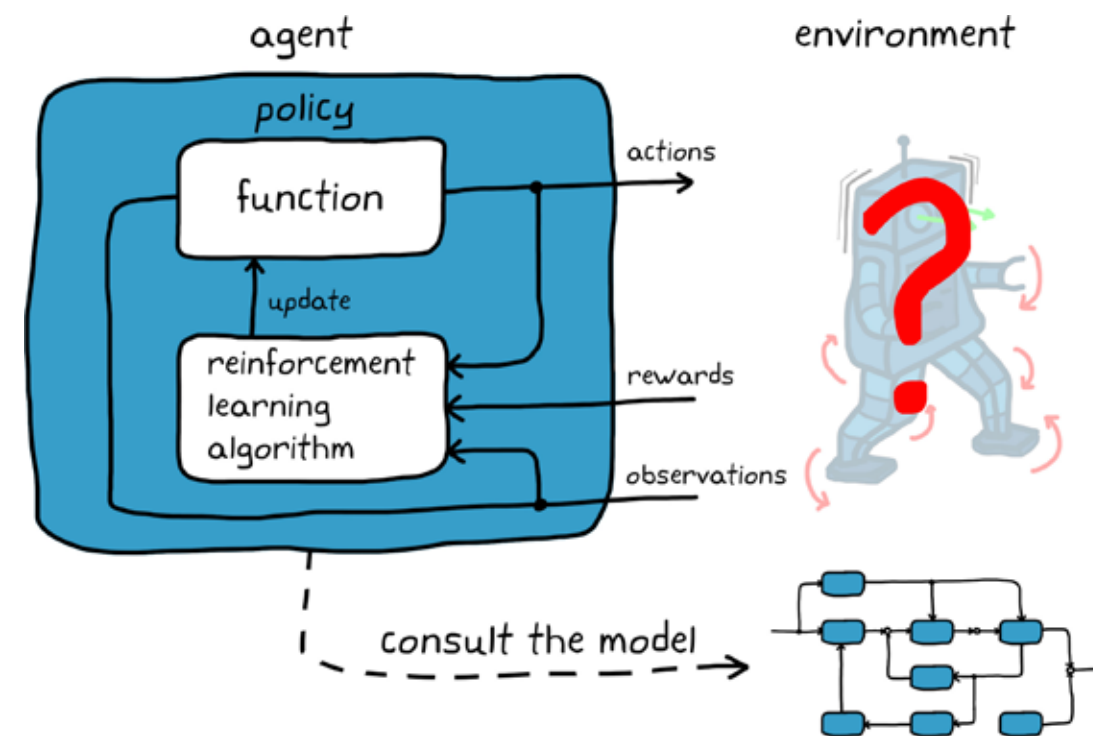 agent
environment
policy
function
actions
update
reinforcement
learning
algorithm
rewards
observations
consult the model
?